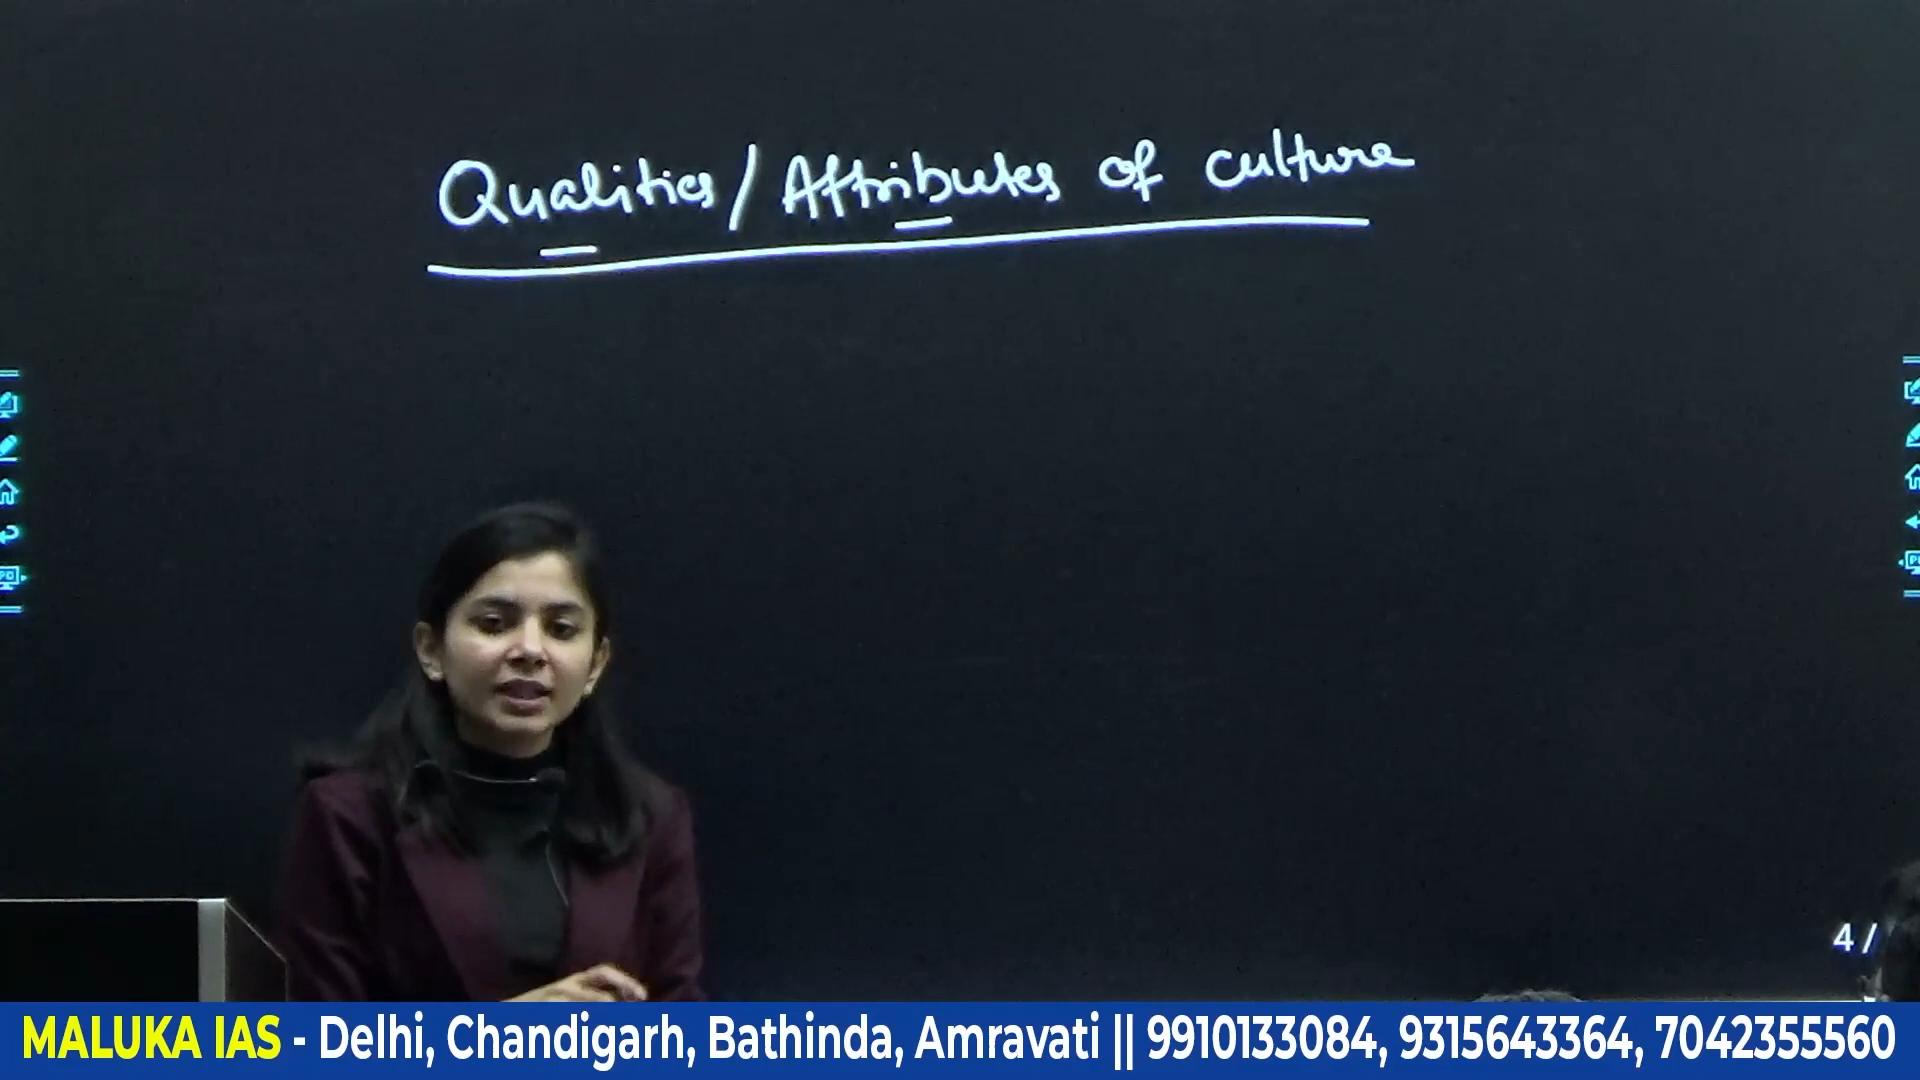 Qualities/Attributes of culture
4 /
MALUKA IAS - Delhi, Chandigarh, Bathinda, Amravati || 9910133084, 9315643364, 7042355560